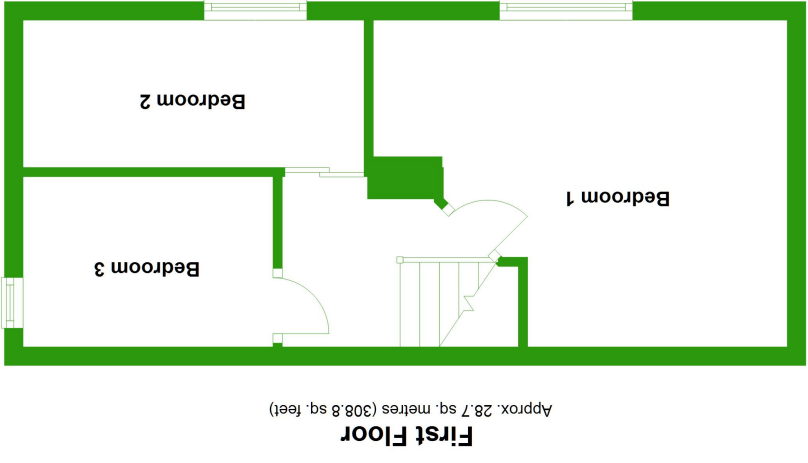 First Floor
Approx. 28.7 sq. metres (308.8 sq. feet)
Bedroom 3
Bedroom 1
Bedroom 2